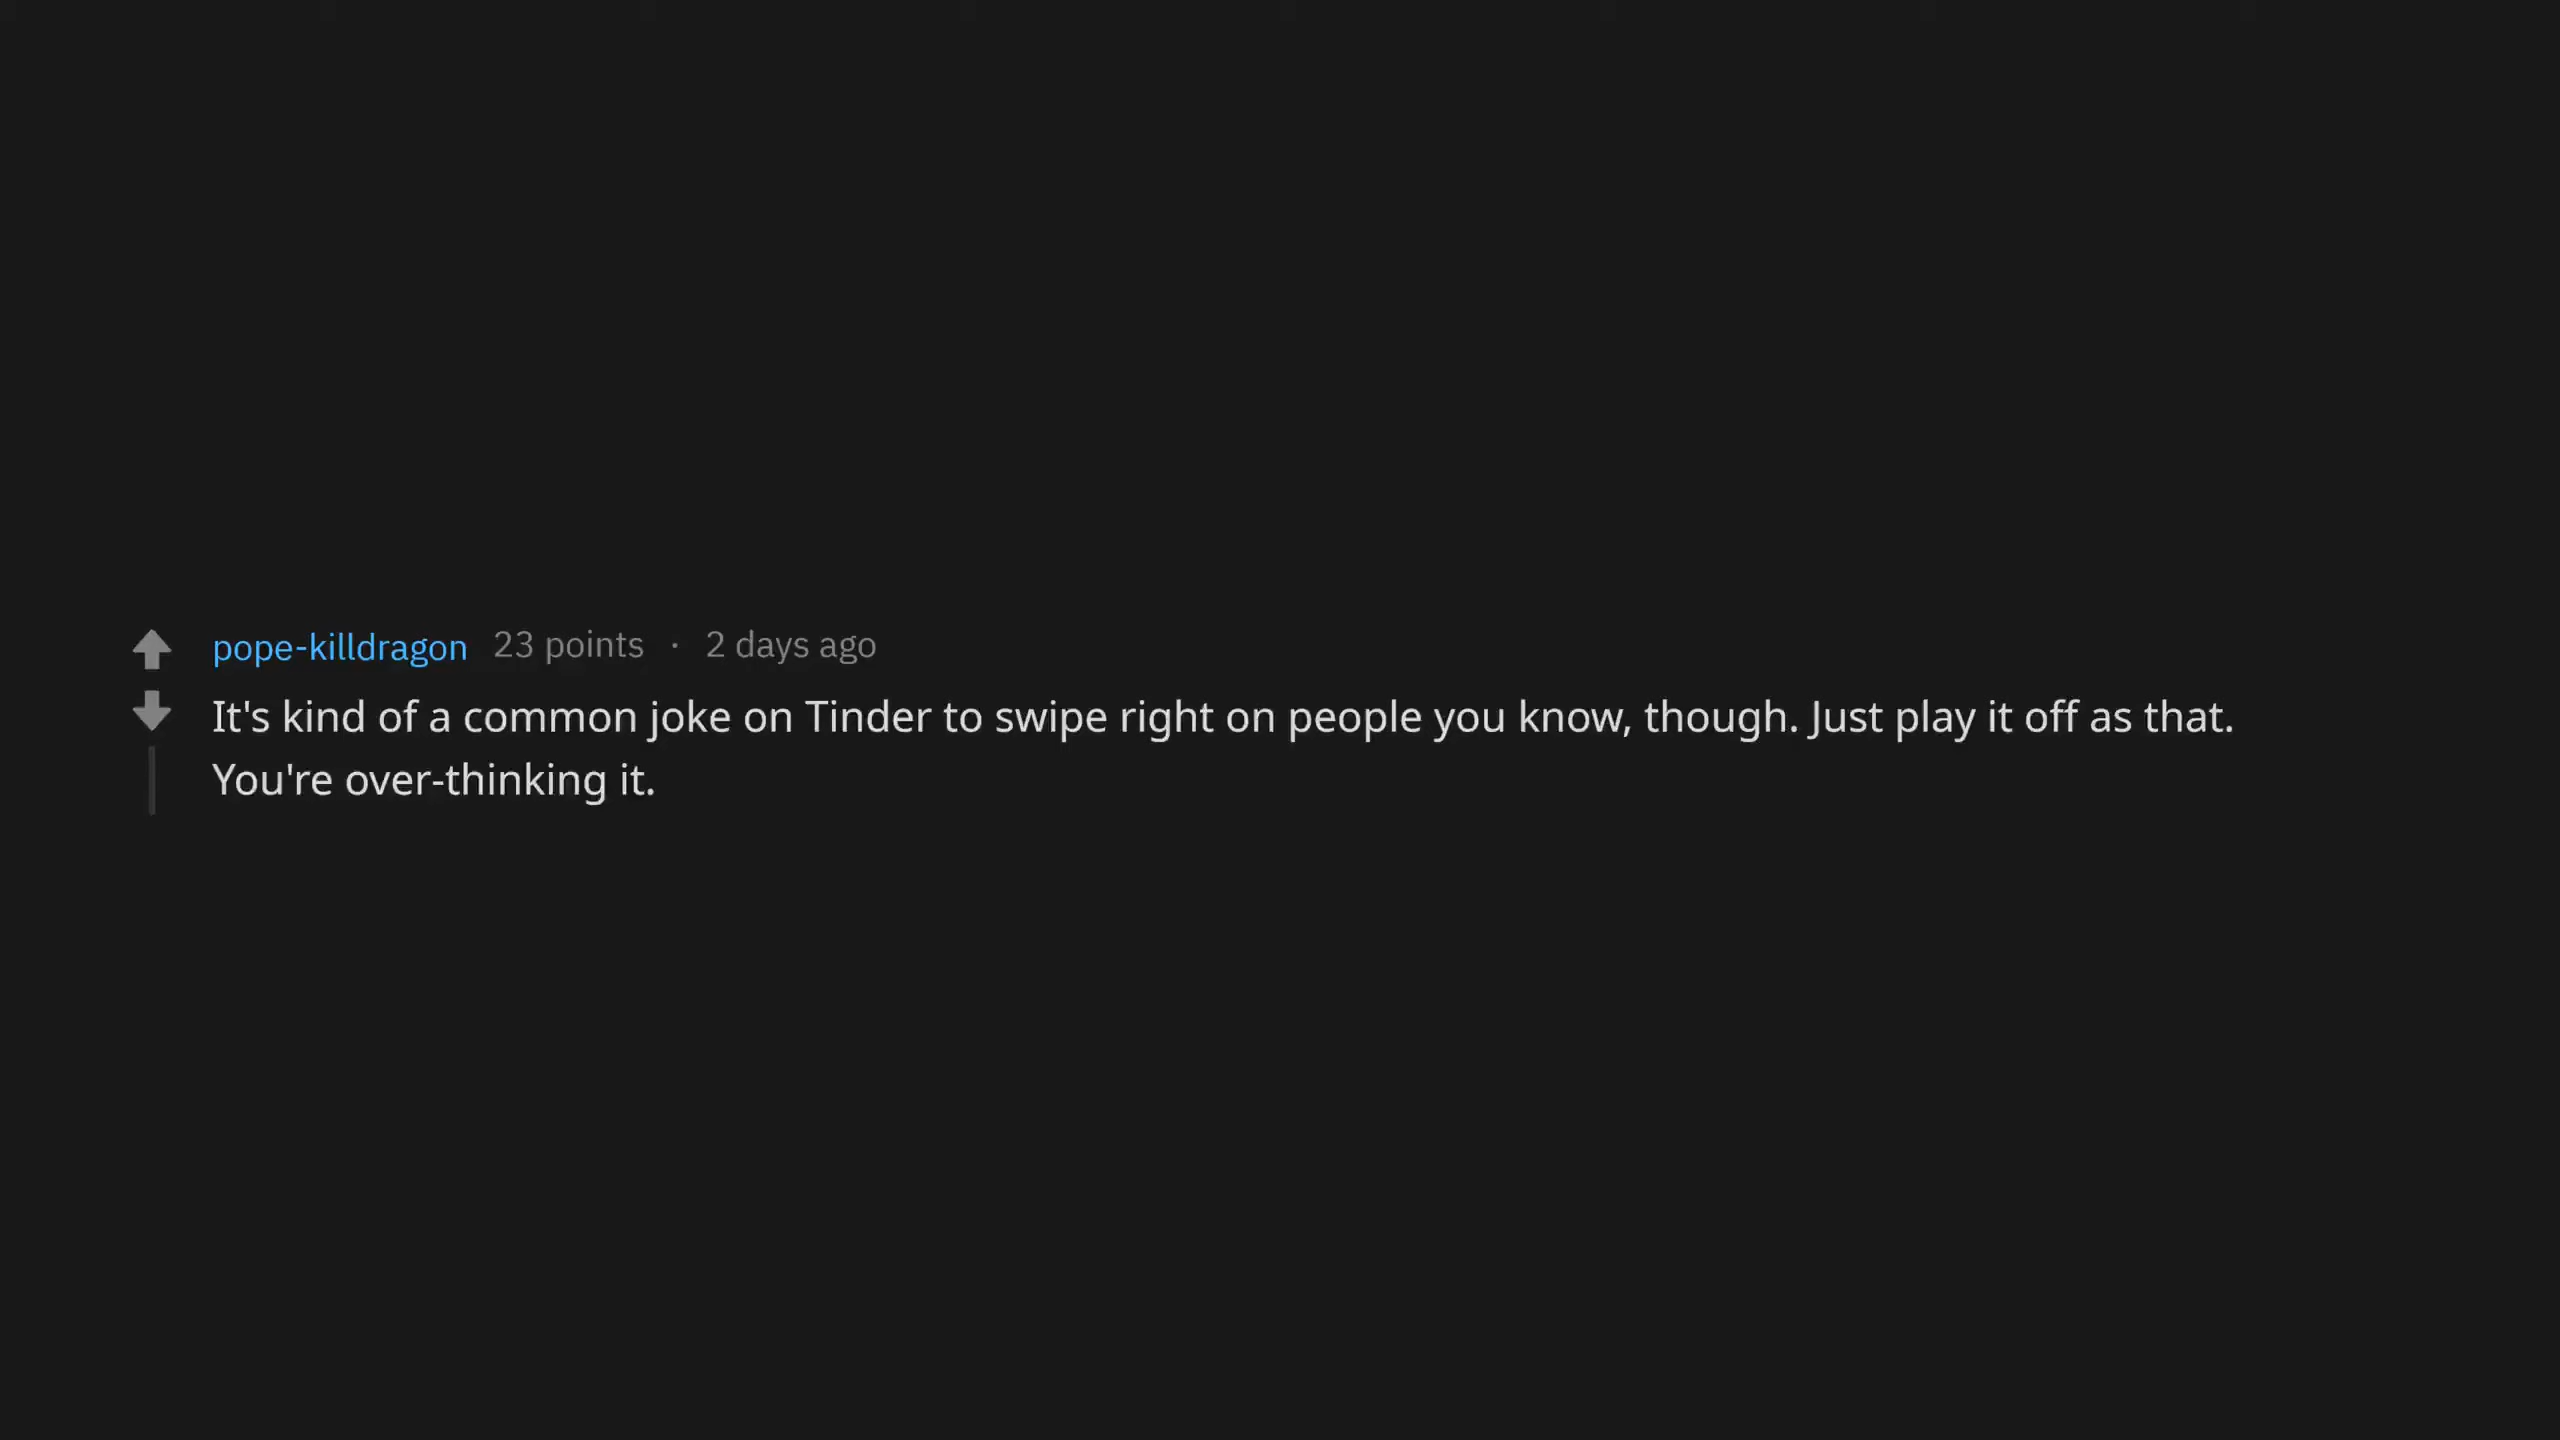 pope-killdragon 23 points · 2 days ago
It's kind of a common joke on Tinder to swipe right on people you know, though. Just play it off as that.
You're over-thinking it.